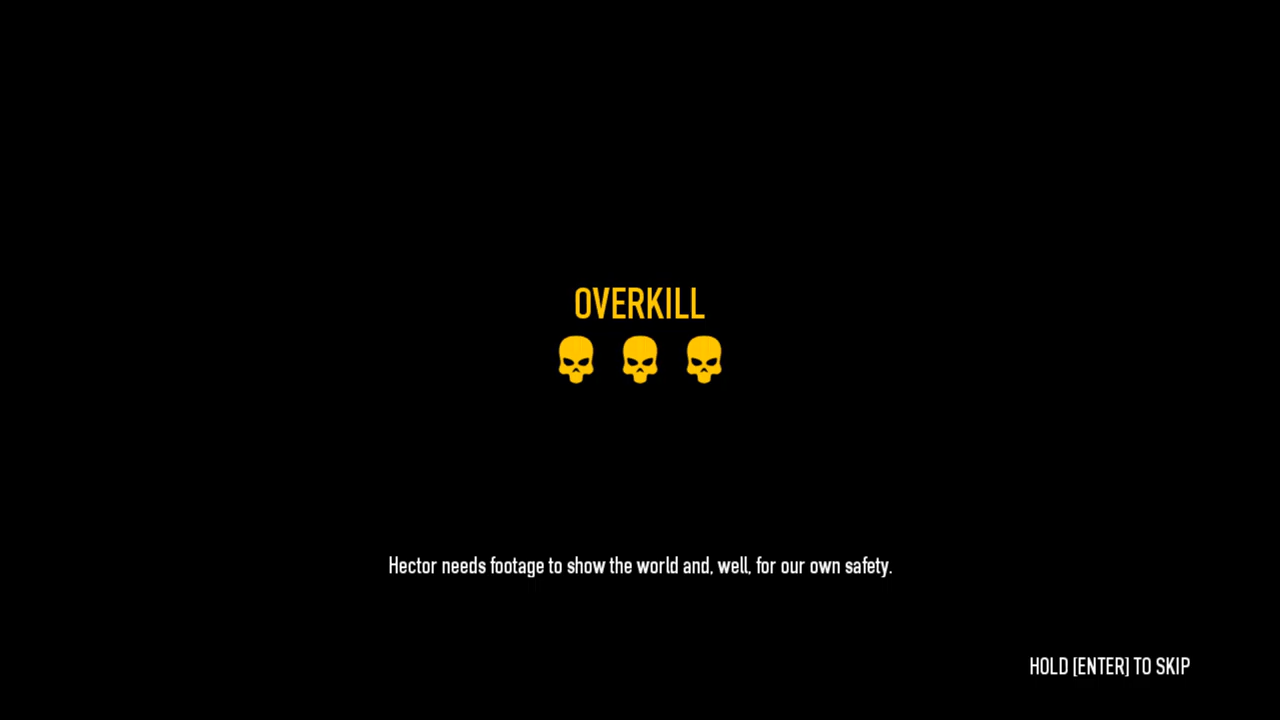 OVERKILL
Hector needs footage to show the world and, well, for our own safety.
HOLD [ENTER] TO SKIP